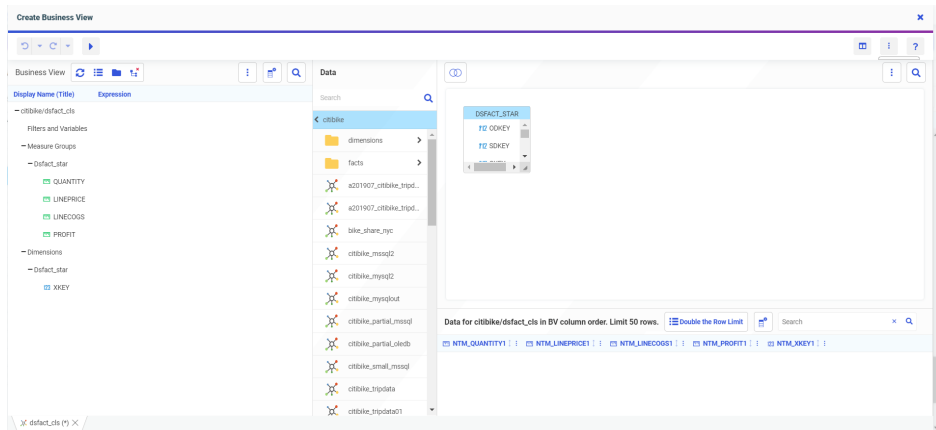 Create Business View
Business View
Display Name (Title) Expression
citibike/dsfact_cls
Filters and Variables
Measure Groups
Dsfact_star
QUANTITY
LINEPRICE
LINECOGS
PROFIT
Dimensions
Dsfact_star
XKEY
Data
Search
citibike
dimensions
facts
a201907_citibike_tripd...
a201907_citibike_tripd...
bike_share_nyc
citibike_mssql2
citibike_mysql2
citibike_mysqlout
citibike_partial_mssql
citibike_partial_oledb
citibike_small_mssql
citibike_tripdata
citibike_tripdata01
DSFACT_STAR
ODKEY
SDKEY
Data for citibike/dsfact_cls in BV column order. Limit 50 rows. Double the Row Limit Search
NTM_QUANTITY1 NTM_LINEPRICE1 NTM_LINECOGS1 NTM_PROFIT1 NTM_XKEY1
dsfact_cls (*)